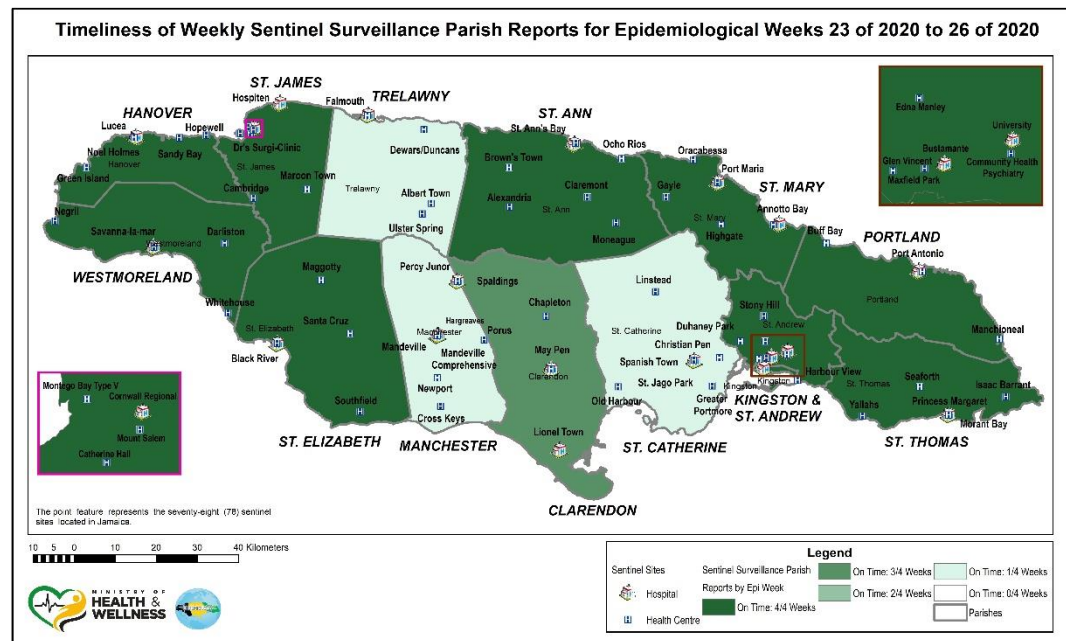 Timeliness of Weekly Sentinel Surveillance Parish Reports for Epidemiological Weeks 23 of 2020 to 26 of 2020
ST. JAMES
Hospiten
TRELAWNY
Falmouth
HANOVER
Lucea
Hopewell
Noel Holmes
Hanover
Sandy Bay
Green Island
Dr's Surgi-Clinic
St. James
Cambridge
Maroon Town
Dewars/Duncans
Trelawny
Albert Town
Ulster Spring
ST. ANN
St. Ann's Bay
Ocho Rios
Brown's Town
Alexandria
Claremont
St. Ann
Moneague
Oracabessa
Port Maria
Gayle
ST. MARY
St. Mary
Highgate
Annotto Bay
Buff Bay
PORTLAND
Port Antonio
Portland
Manchioneal
Edna Manley
University
Bustamante
Glen Vincent
Community Health
Psychiatry
Maxfield Park
Negril
Savanna-la-mar
Westmoreland
Darliston
WESTMORELAND
Whitehouse
Maggotty
St. Elizabeth
Santa Cruz
Black River
Southfield
ST. ELIZABETH
Percy Junor
Hargreaves
Manchester
Mandeville
Mandeville
Comprehensive
Porus
Newport
Cross Keys
MANCHESTER
Spaldings
Chapleton
May Pen
Clarendon
Lionel Town
CLARENDON
Linstead
St. Catherine
Duhaney Park
Christian Pen
Spanish Town
St. Jago Park
Old Harbour
Greater
Portmore
ST. CATHERINE
Stony Hill
St. Andrew
Harbour View
Kingston
Kingston
KINGSTON &
ST. ANDREW
St. Thomas
Seaforth
Isaac Barrant
Yallahs
Princess Margaret
Morant Bay
ST. THOMAS
Montego Bay Type V
Cornwall Regional
Mount Salem
Catherine Hall
The point feature represents the seventy-eight (78) sentinel
sites located in Jamaica.
10 5 0 10 20 30 40 Kilometers
MINISTRY OF
HEALTH &
WELLNESS
Legend
Sentinel Sites
Hospital
Health Centre
Sentinel Surveillance Parish
Reports by Epi Week
On Time: 4/4 Weeks
On Time: 3/4 Weeks
On Time: 2/4 Weeks
On Time: 1/4 Weeks
On Time: 0/4 Weeks
Parishes